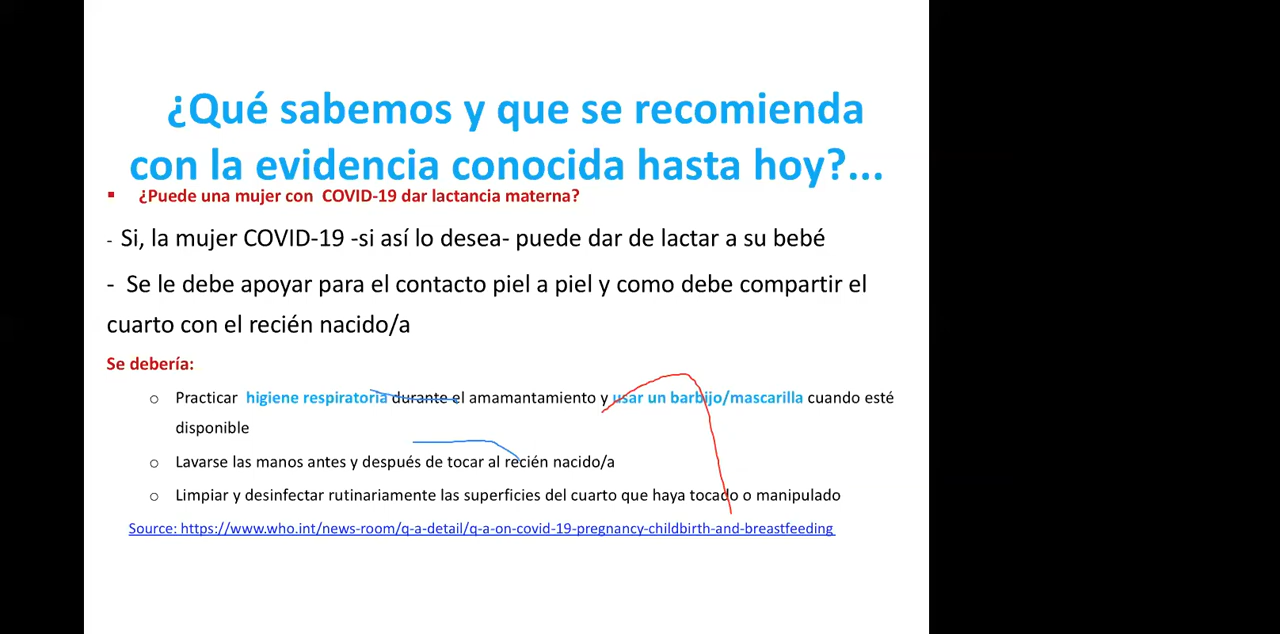 ¿Qué sabemos y que se recomienda
con la evidencia conocida hasta hoy?...
▪ ¿Puede una mujer con COVID-19 dar lactancia materna?
- Si, la mujer COVID-19 -si así lo desea- puede dar de lactar a su bebé
- Se le debe apoyar para el contacto piel a piel y como debe compartir el
cuarto con el recién nacido/a
Se debería:
o Practicar higiene respiratoria durante el amamantamiento y usar un barbijo/mascarilla cuando esté
disponible
o Lavarse las manos antes y después de tocar al recién nacido/a
o Limpiar y desinfectar rutinariamente las superficies del cuarto que haya tocado o manipulado
Source: https://www.who.int/news-room/q-a-detail/q-a-on-covid-19-pregnancy-childbirth-and-breastfeeding